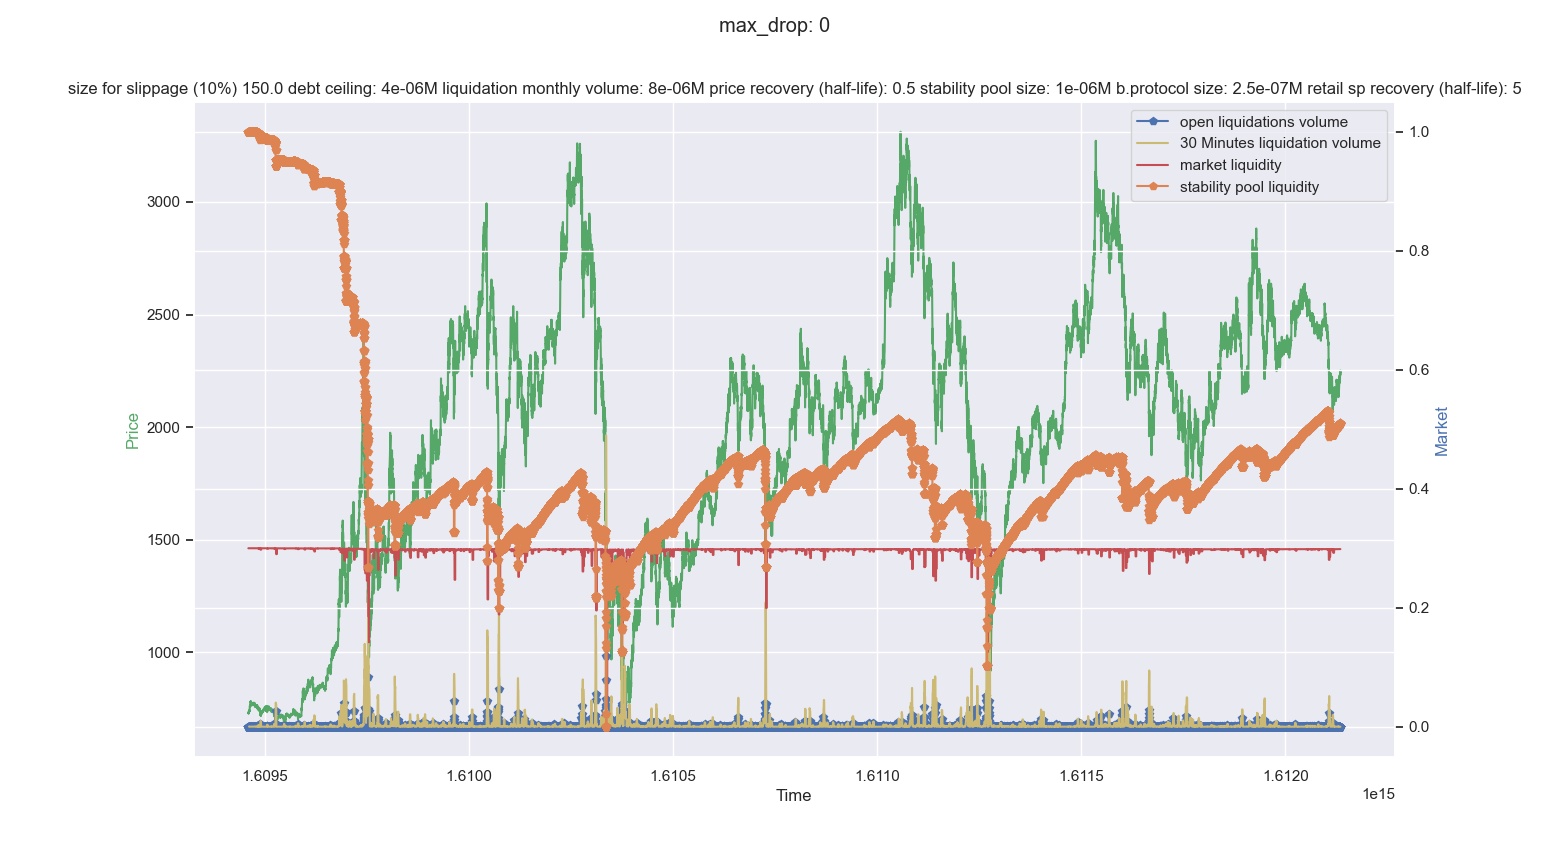 max_drop: 0
size for slippage (10%) 150.0 debt ceiling: 4e-06M liquidation monthly volume: 8e-06M price recovery (half-life): 0.5 stability pool size: 1e-06M b.protocol size: 2.5e-07M retail sp recovery (half-life): 5
open liquidations volume
30 Minutes liquidation volume
market liquidity
stability pool liquidity
3000
2500
2000
1500
1000
Price
1.0
0.8
0.6
0.4
0.2
0.0
Market
1.6095
1.6100
1.6105
1.6110
1.6115
1.6120
1e15
Time